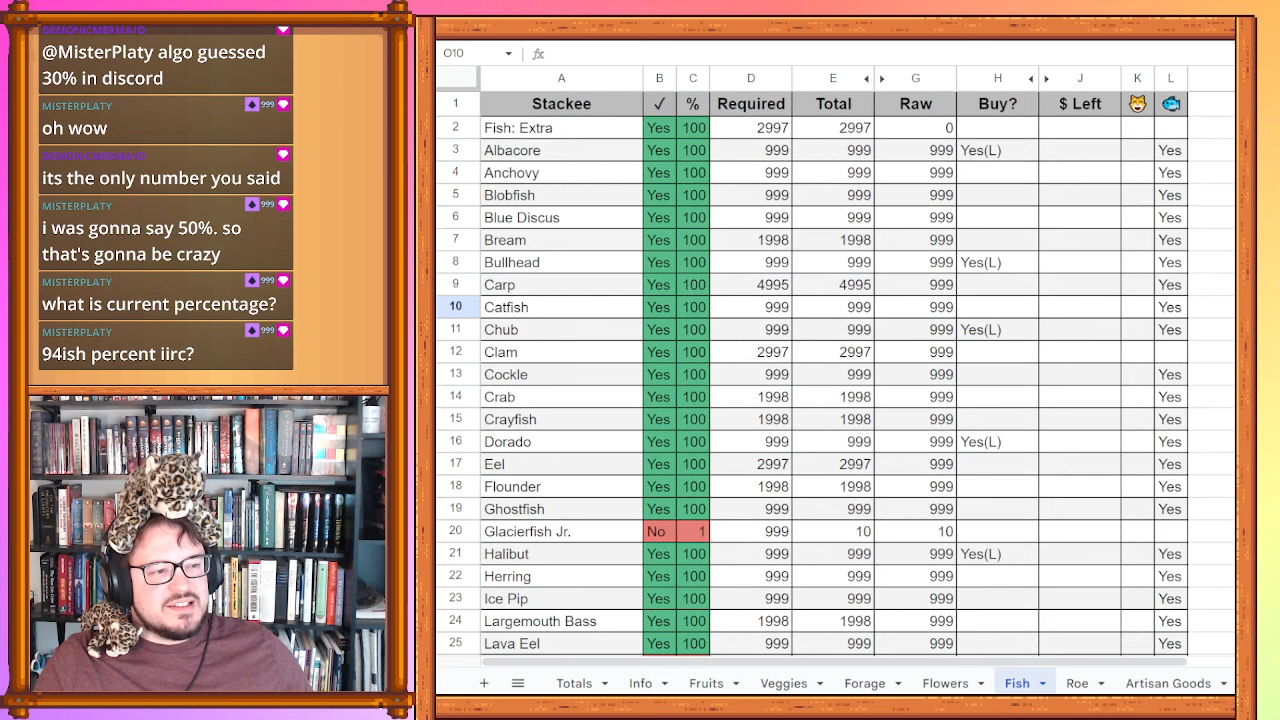 DEMONICMERMAID
@MisterPlaty algo guessed
30% in discord
MISTERPLATY 999
oh wow
DEMONICMERMAID
its the only number you said
MISTERPLATY 999
i was gonna say 50%. so
that's gonna be crazy
MISTERPLATY 999
what is current percentage?
MISTERPLATY 999
94ish percent iirc?
O10 fx
A B C D E G H J K L
1 Stackee ✓ % Required Total Raw Buy? $ Left
2 Fish: Extra Yes 100 2997 2997 0
3 Albacore Yes 100 999 999 999 Yes(L) Yes
4 Anchovy Yes 100 999 999 999 Yes
5 Blobfish Yes 100 999 999 999 Yes
6 Blue Discus Yes 100 999 999 999 Yes
7 Bream Yes 100 1998 1998 999 Yes
8 Bullhead Yes 100 999 999 999 Yes(L) Yes
9 Carp Yes 100 4995 4995 999 Yes
10 Catfish Yes 100 999 999 999 Yes
11 Chub Yes 100 999 999 999 Yes(L) Yes
12 Clam Yes 100 2997 2997 999
13 Cockle Yes 100 999 999 999 Yes
14 Crab Yes 100 1998 1998 999 Yes
15 Crayfish Yes 100 1998 1998 999 Yes
16 Dorado Yes 100 999 999 999 Yes(L) Yes
17 Eel Yes 100 2997 2997 999 Yes
18 Flounder Yes 100 1998 1998 999 Yes
19 Ghostfish Yes 100 999 999 999 Yes
20 Glacierfish Jr. No 1 999 10 10
21 Halibut Yes 100 999 999 999 Yes(L) Yes
22 Herring Yes 100 999 999 999 Yes
23 Ice Pip Yes 100 999 999 999 Yes
24 Largemouth Bass Yes 100 1998 1998 999 Yes
25 Lava Eel Yes 100 999 999 999 Yes
+ Totals Info Fruits Veggies Forage Flowers Fish Roe Artisan Goods